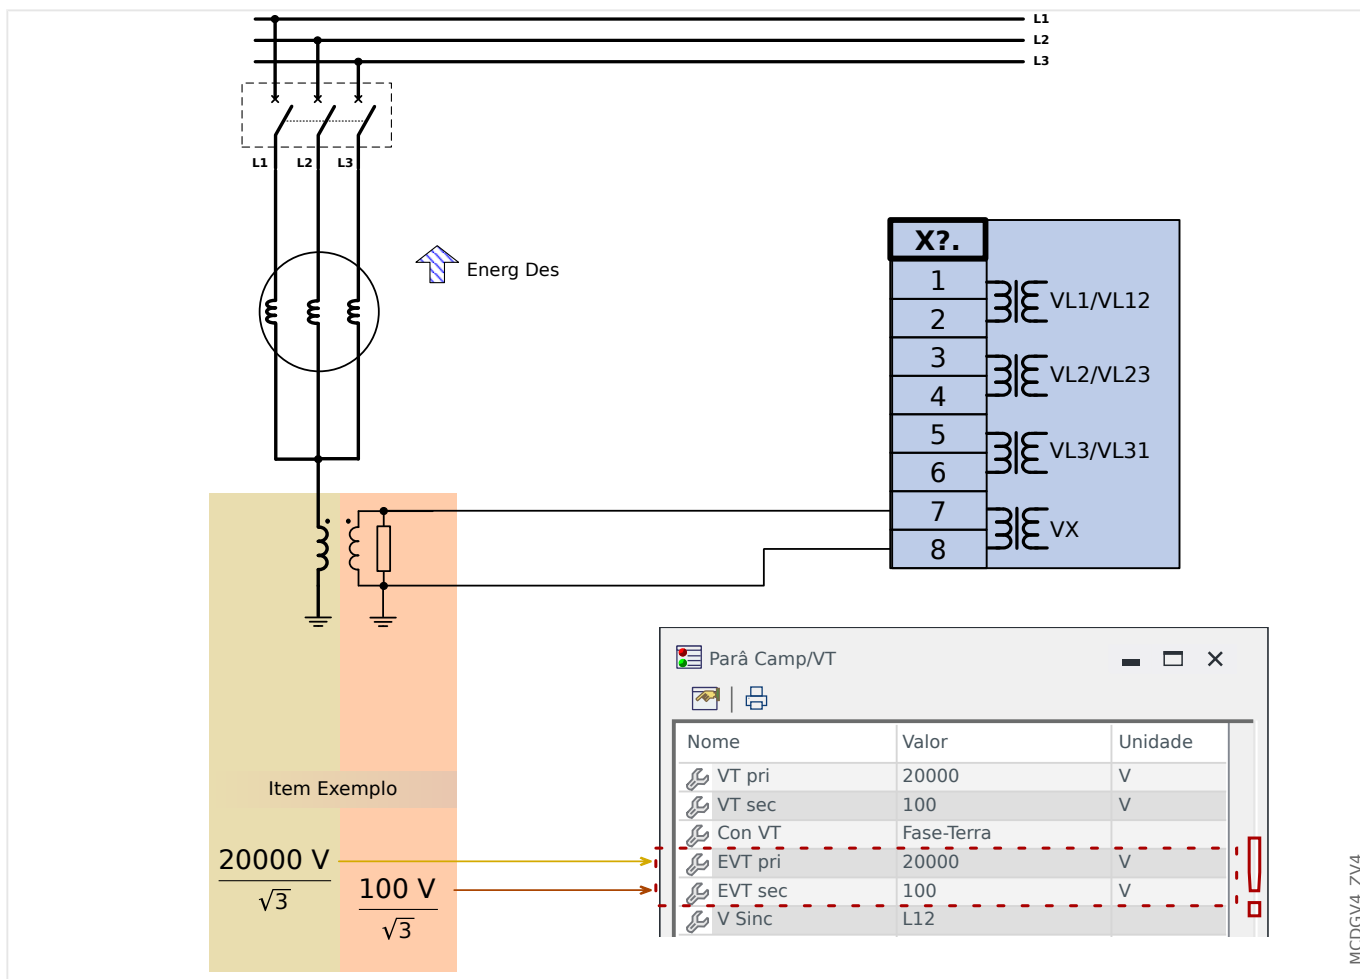 L1
L2
L3
L1 L2 L3
Energ Des
X?.
1
2
VL1/VL12
3
4
VL2/VL23
5
6
VL3/VL31
7
8
VX
Parâ Camp/VT
Nome Valor Unidade
VT pri 20000 V
VT sec 100 V
Con VT Fase-Terra
EVT pri 20000 V
EVT sec 100 V
V Sinc L12
Item Exemplo
20000 V
√3
100 V
√3
MCDGV4_ZV4